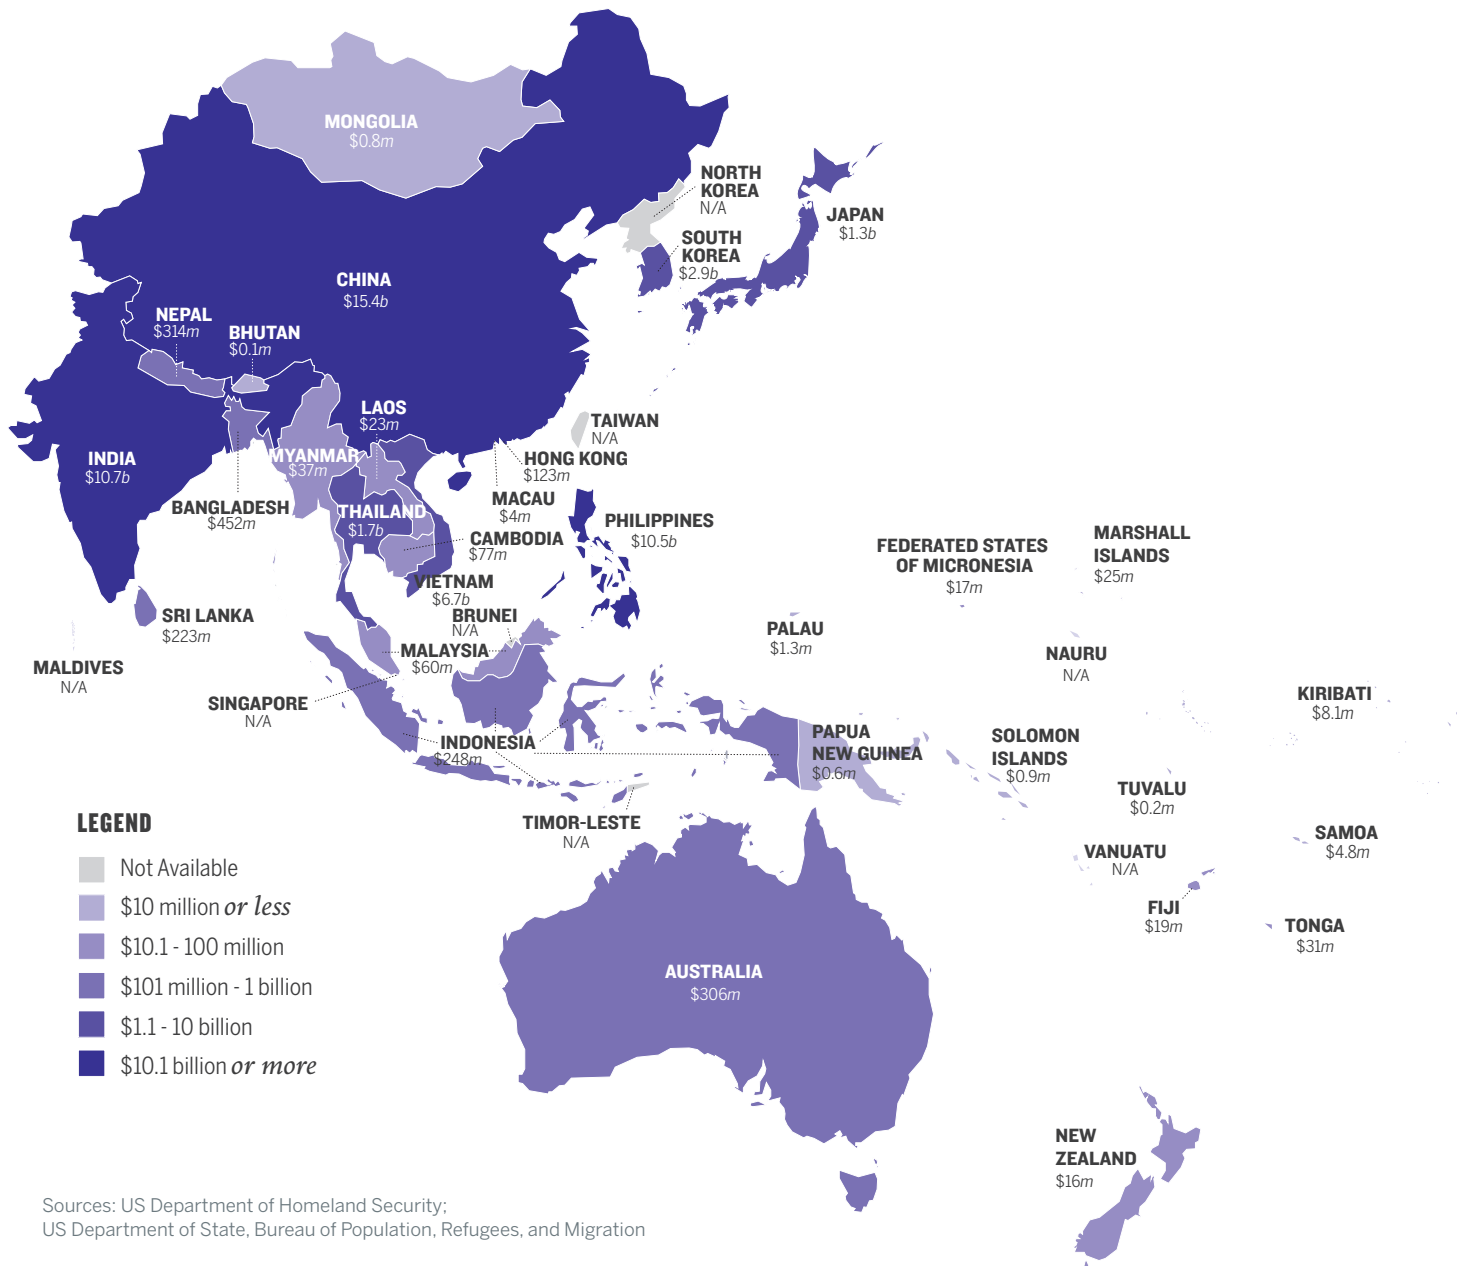 MONGOLIA
$0.8m
NORTH
KOREA
N/A
JAPAN
$1.3b
SOUTH
KOREA
$2.9b
CHINA
$15.4b
NEPAL
$314m
BHUTAN
$0.1m
LAOS
$23m
TAIWAN
N/A
INDIA
$10.7b
MYANMAR
$37m
HONG KONG
$123m
BANGLADESH
$452m
MACAU
$4m
THAILAND
$1.7b
PHILIPPINES
$10.5b
CAMBODIA
$77m
MARSHALL
ISLANDS
$25m
FEDERATED STATES
OF MICRONESIA
$17m
VIETNAM
$6.7b
SRI LANKA
$223m
BRUNEI
N/A
PALAU
$1.3m
MALDIVES
N/A
MALAYSIA
$60m
NAURU
N/A
SINGAPORE
N/A
KIRIBATI
$8.1m
INDONESIA
$248m
PAPUA
NEW GUINEA
$0.6m
SOLOMON
ISLANDS
$0.9m
TUVALU
$0.2m
TIMOR-LESTE
N/A
SAMOA
$4.8m
VANUATU
N/A
FIJI
$19m
TONGA
$31m
AUSTRALIA
$306m
NEW
ZEALAND
$16m
LEGEND
Not Available
$10 million or less
$10.1 - 100 million
$101 million - 1 billion
$1.1 - 10 billion
$10.1 billion or more
Sources: US Department of Homeland Security;
US Department of State, Bureau of Population, Refugees, and Migration